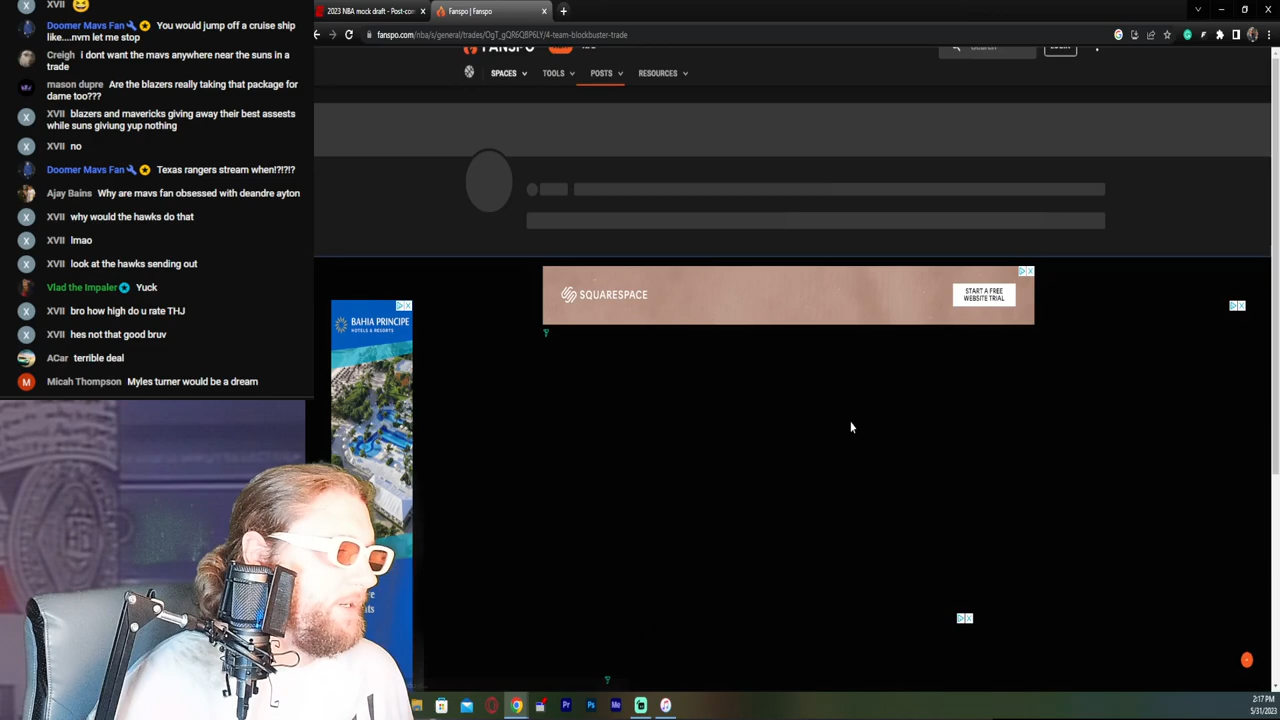 XVII 😆
Doomer Mavs Fan You would jump off a cruise ship
like....nvm let me stop
Creigh i dont want the mavs anywhere near the suns in a
trade
mason dupre Are the blazers really taking that package for
dame too???
XVII blazers and mavericks giving away their best assests
while suns giviung yup nothing
XVII no
Doomer Mavs Fan Texas rangers stream when!?!?!?
Ajay Bains Why are mavs fan obsessed with deandre ayton
XVII why would the hawks do that
XVII lmao
XVII look at the hawks sending out
Vlad the Impaler Yuck
XVII bro how high do u rate THJ
XVII hes not that good bruv
ACar terrible deal
Micah Thompson Myles turner would be a dream
2023 NBA mock draft - Post-con
Fanspo | Fanspo
fanspo.com/nba/s/general/trades/OgT_gQR6QBP6LY/4-team-blockbuster-trade
FANSPO
SPACES
TOOLS
POSTS
RESOURCES
SEARCH
LOGIN
SQUARESPACE
START A FREE
WEBSITE TRIAL
BAHIA PRINCIPE
HOTELS & RESORTS
2:17 PM
5/31/2023